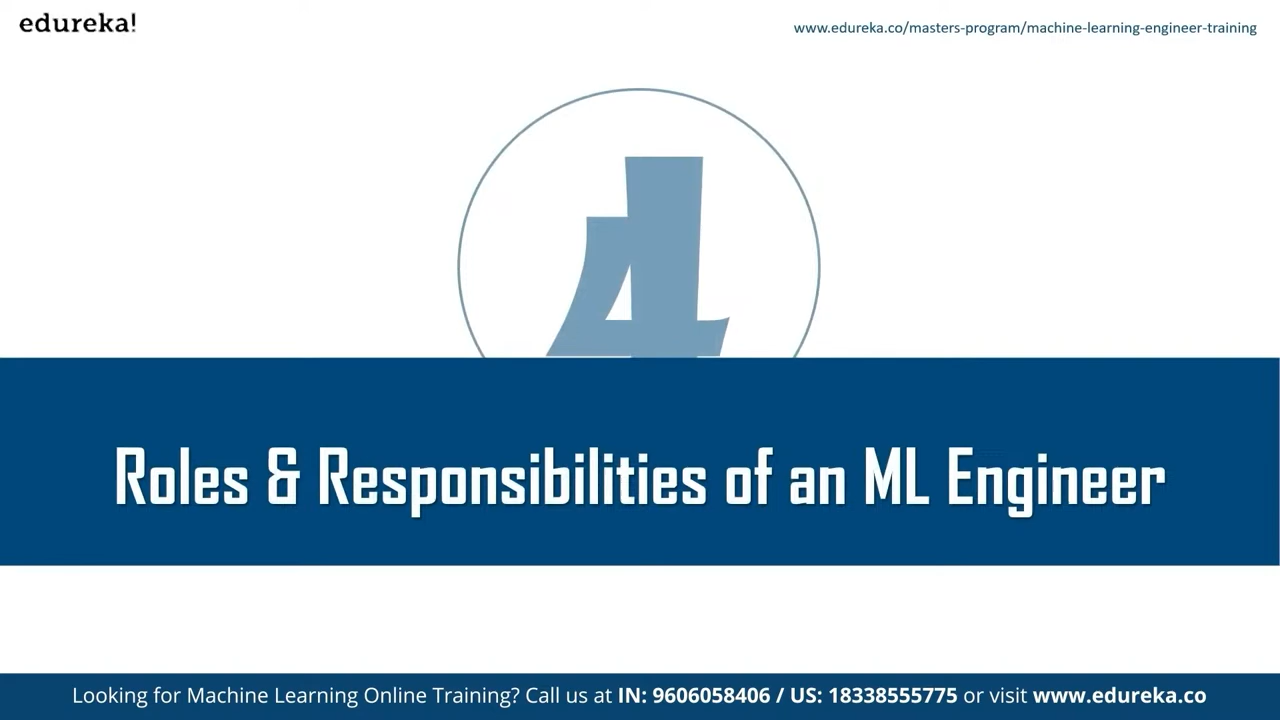 edureka!
www.edureka.co/masters-program/machine-learning-engineer-training
4
Roles & Responsibilities of an ML Engineer
Looking for Machine Learning Online Training? Call us at IN: 9606058406 / US: 18338555775 or visit www.edureka.co